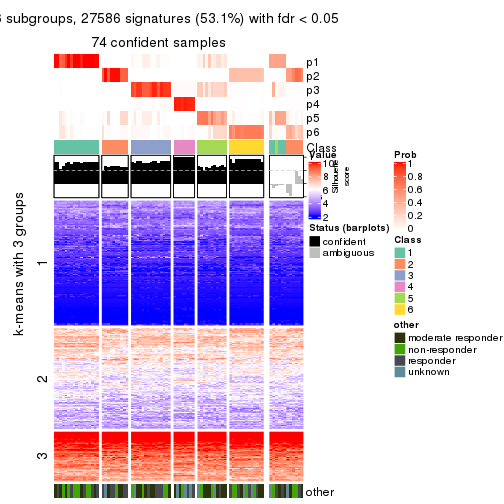 subgroups, 27586 signatures (53.1%) with fdr < 0.05
74 confident samples
p1
p2
p3
p4
p5
p6
Class
Value
10
8
6
4
2
Silhouette
score
Status (barplots)
confident
ambiguous
Prob
1
0.8
0.6
0.4
0.2
0
Class
1
2
3
4
5
6
other
moderate responder
non-responder
responder
unknown
k-means with 3 groups
1
2
3
other